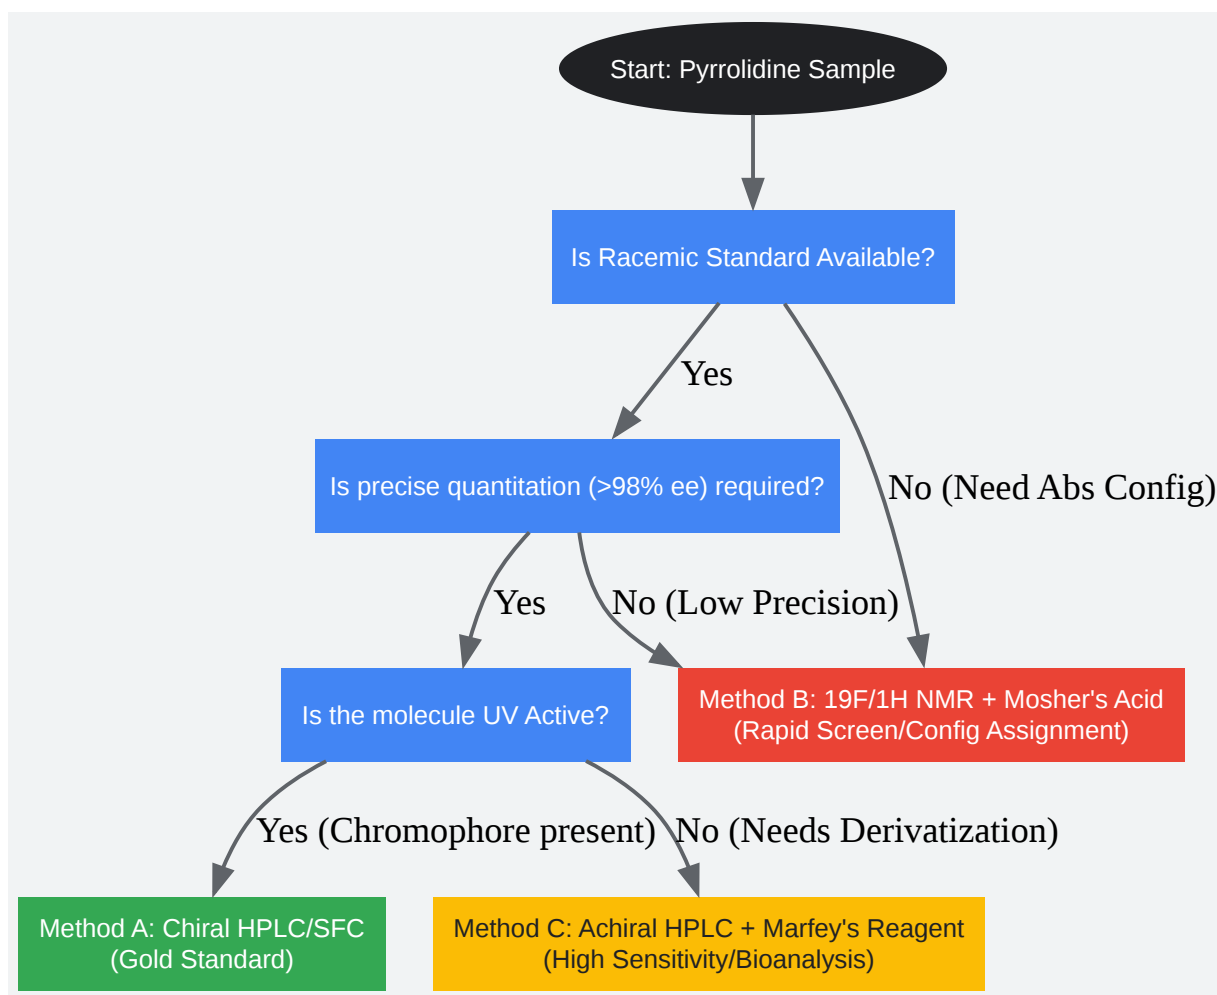 Start: Pyrrolidine Sample
Is Racemic Standard Available?
Yes
Is precise quantitation (>98% ee) required?
No (Need Abs Config)
Yes
No (Low Precision)
Is the molecule UV Active?
Method B: 19F/1H NMR + Mosher's Acid
(Rapid Screen/Config Assignment)
Yes (Chromophore present)
No (Needs Derivatization)
Method A: Chiral HPLC/SFC
(Gold Standard)
Method C: Achiral HPLC + Marfey's Reagent
(High Sensitivity/Bioanalysis)